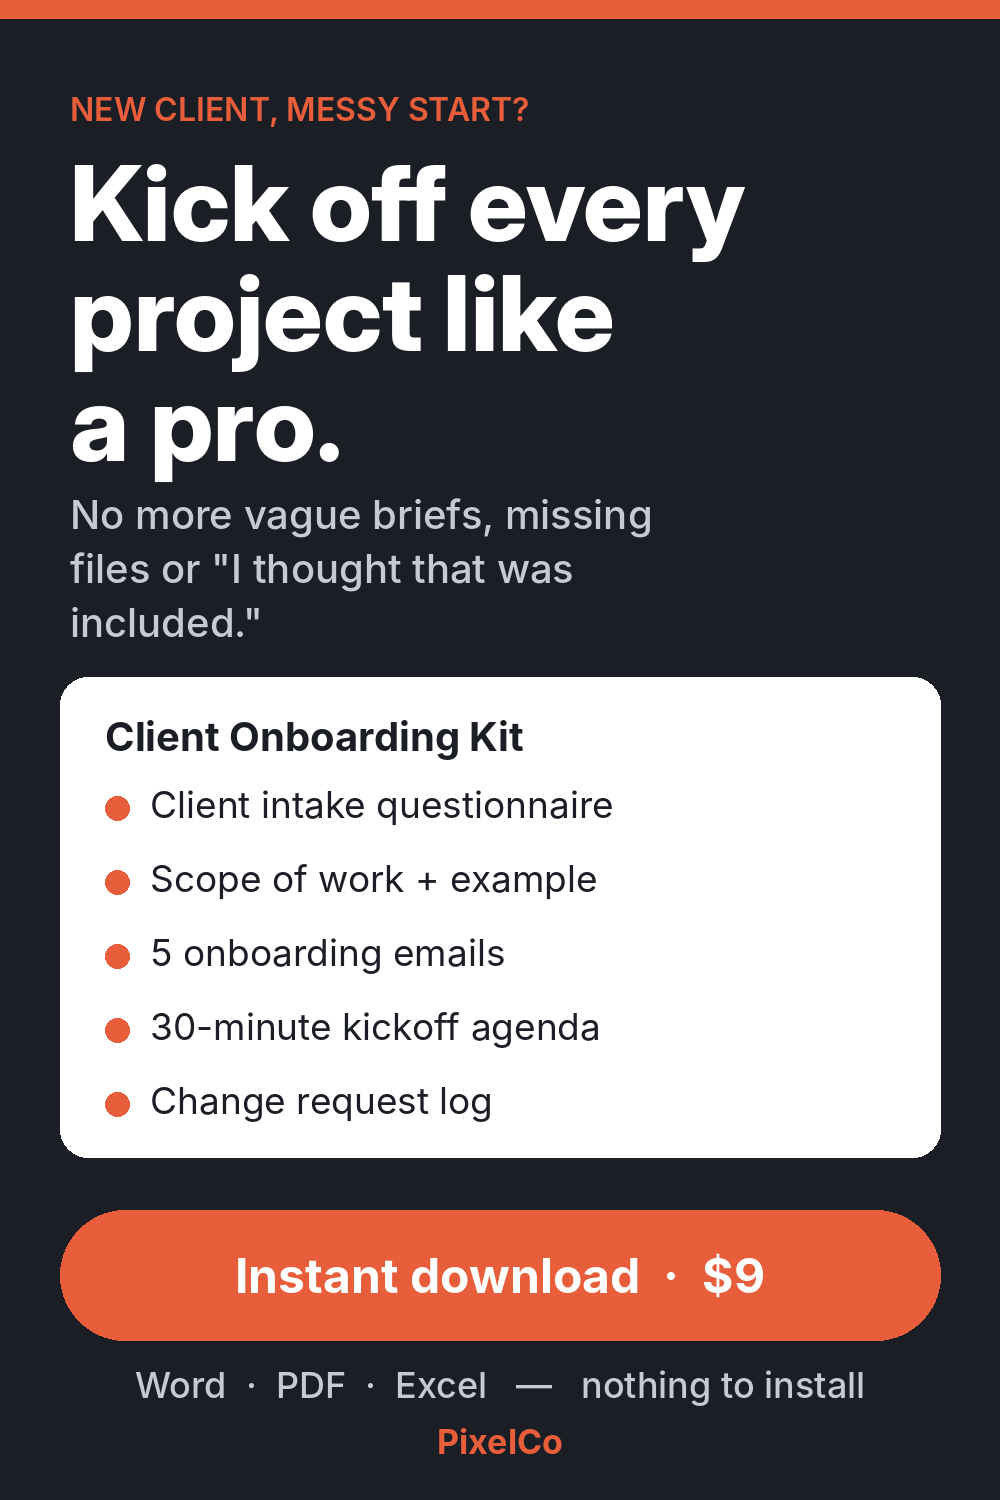 NEW CLIENT, MESSY START?
Kick off every
project like
a pro.
No more vague briefs, missing
files or "I thought that was
included."
Client Onboarding Kit
Client intake questionnaire
Scope of work + example
5 onboarding emails
30-minute kickoff agenda
Change request log
Instant download · $9
Word · PDF · Excel — nothing to install
PixelCo